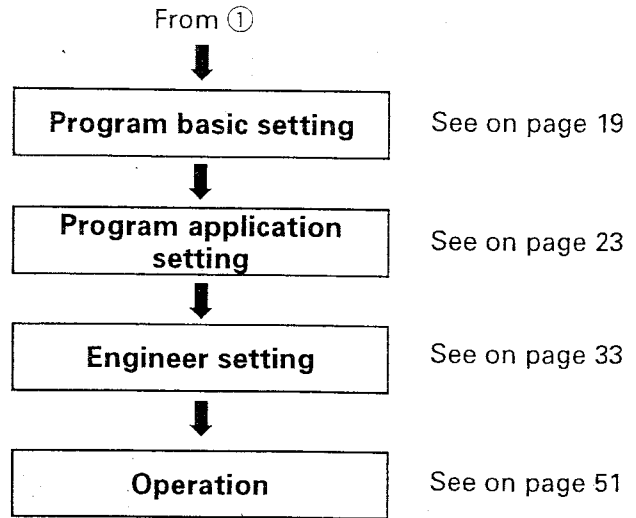 From ①
Program basic setting See on page 19
Program application
setting See on page 23
Engineer setting See on page 33
Operation See on page 51